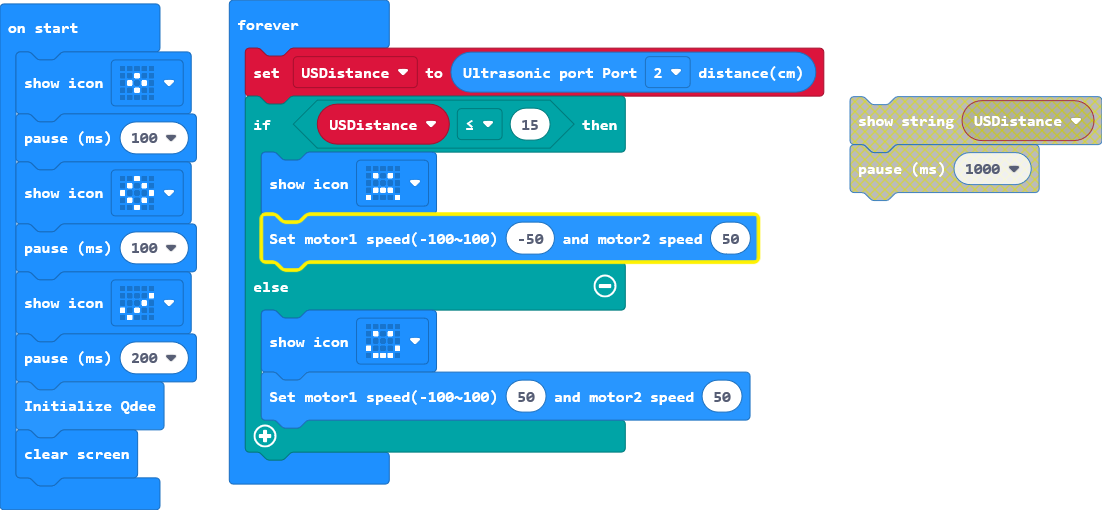 on start
show icon
pause (ms) 100
show icon
pause (ms) 100
show icon
pause (ms) 200
Initialize Qdee
clear screen
forever
set USDistance to Ultrasonic port Port 2 distance(cm)
if USDistance ≤ 15 then
show icon
Set motor1 speed(-100~100) -50 and motor2 speed 50
else
show icon
Set motor1 speed(-100~100) 50 and motor2 speed 50
show string USDistance
pause (ms) 1000